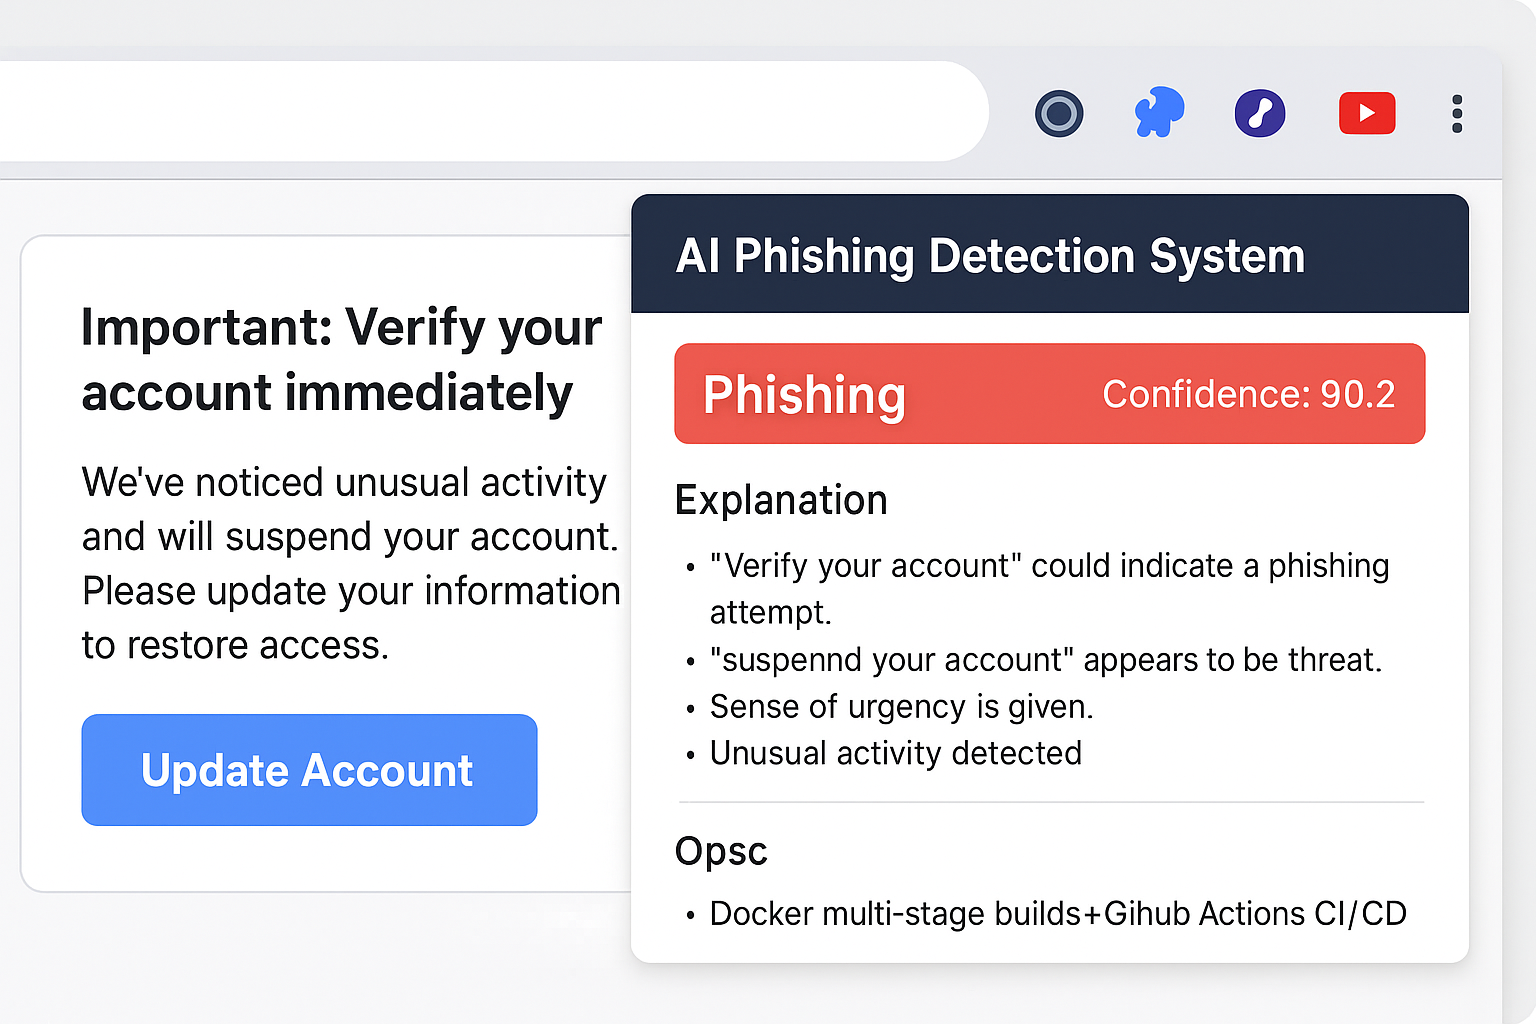 Important: Verify your
account immediately
We've noticed unusual activity
and will suspend your account.
Please update your information
to restore access.
Update Account
AI Phishing Detection System
Phishing
Confidence: 90.2
Explanation
• "Verify your account" could indicate a phishing
attempt.
• "suspennd your account" appears to be threat.
• Sense of urgency is given.
• Unusual activity detected
Opsc
• Docker multi-stage builds+Gihub Actions CI/CD